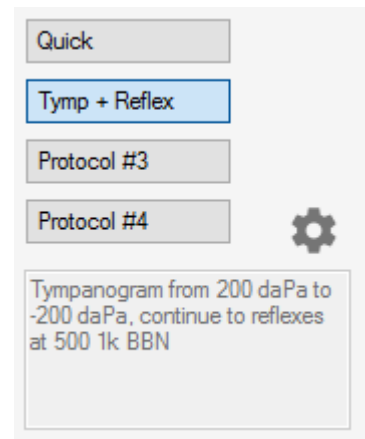 Quick
Tymp + Reflex
Protocol #3
Protocol #4
Tympanogram from 200 daPa to
-200 daPa, continue to reflexes
at 500 1k BBN